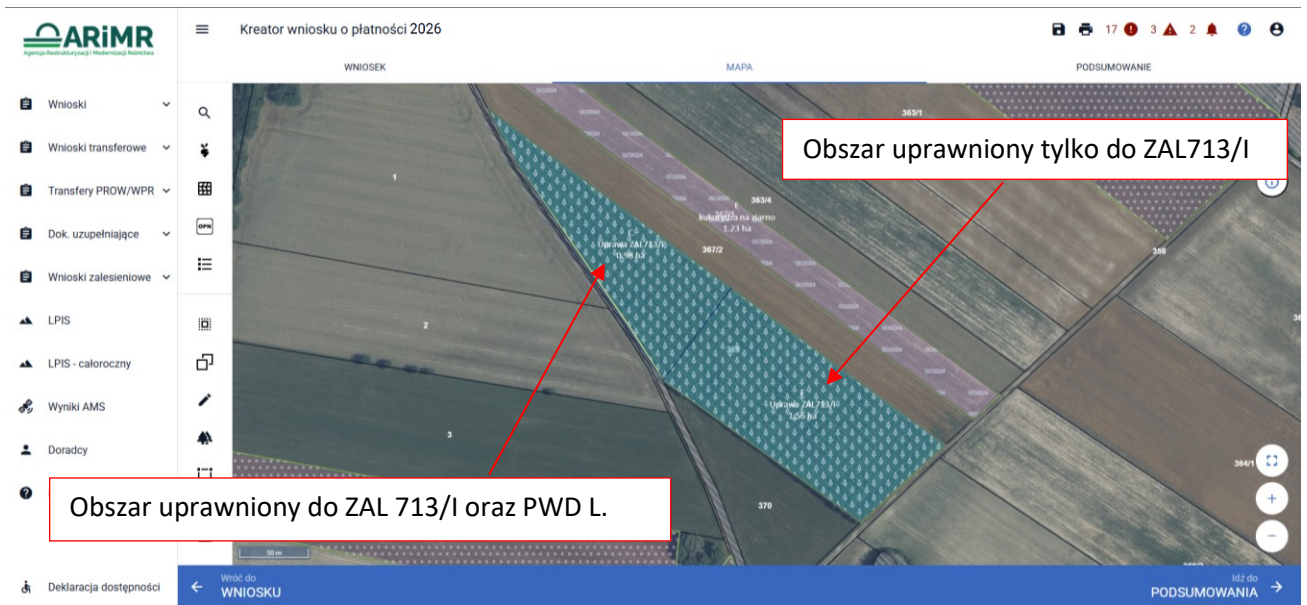 ARiMR
Agencja Restrukturyzacji i Modernizacji Rolnictwa
Kreator wniosku o płatności 2026
17 3 2
WNIOSEK
MAPA
PODSUMOWANIE
Wnioski
Wnioski transferowe
Transfery PROW/WPR
Dok. uzupełniające
Wnioski zalesieniowe
LPIS
LPIS - całoroczny
Wyniki AMS
Doradcy
Deklaracja dostępności
OPN
Obszar uprawniony tylko do ZAL713/I
363/1
1
363/4
kukurydza na ziarno
1.23 ha
Uprawa ZAL713/I
0.98 ha
367/2
358
2
369
Uprawa ZAL713/I
1.56 ha
3
364/1
Obszar uprawniony do ZAL 713/I oraz PWD L.
370
50 m
Wróć do
WNIOSKU
Idź do
PODSUMOWANIA